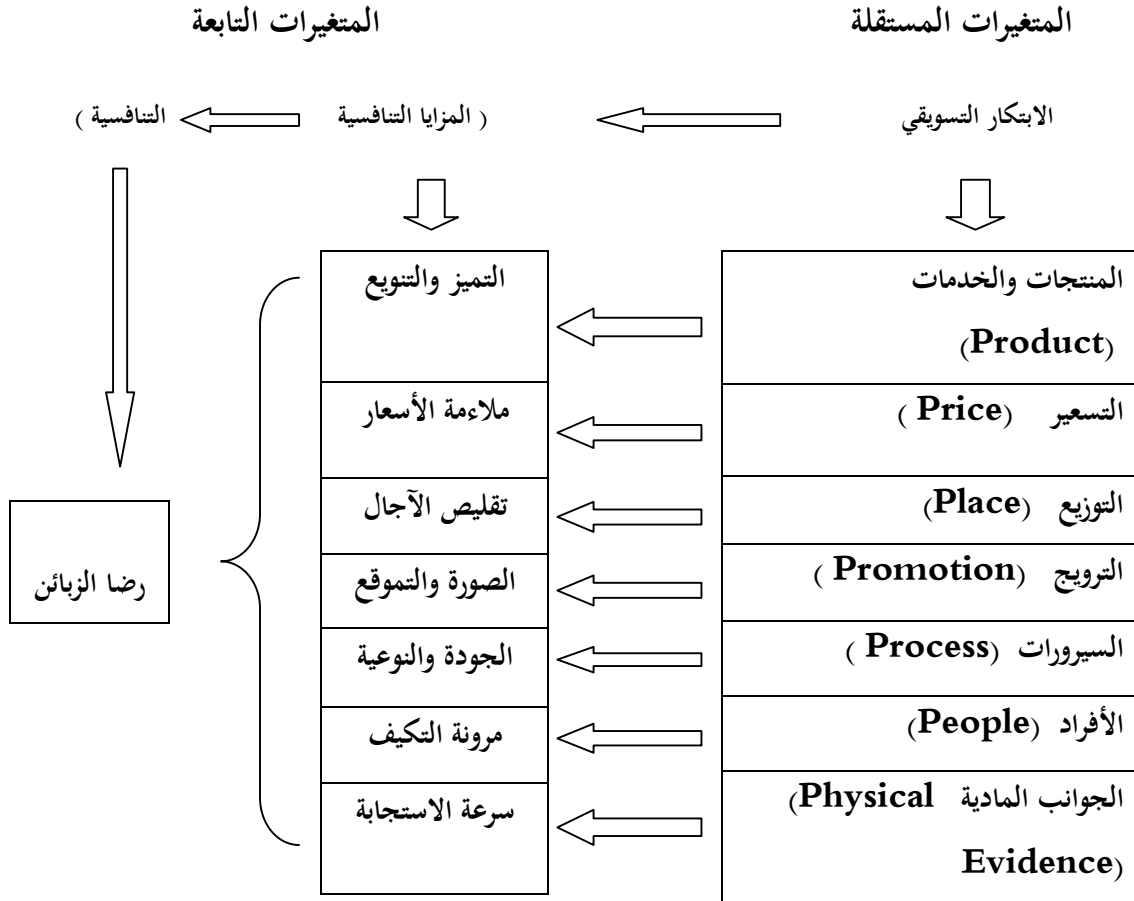 المتغيرات المستقلة
المتغيرات التابعة
الابتكار التسويقي
( المزايا التنافسية
التنافسية )
المنتجات والخدمات
(Product)
التسعير (Price )
التوزيع (Place)
الترويج (Promotion )
السيرورات (Process )
الأفراد (People)
الجوانب المادية (Physical
Evidence)
التميز والتنويع
ملاءمة الأسعار
تقليص الآجال
الصورة والتموقع
الجودة والنوعية
مرونة التكيف
سرعة الاستجابة
رضا الزبائن